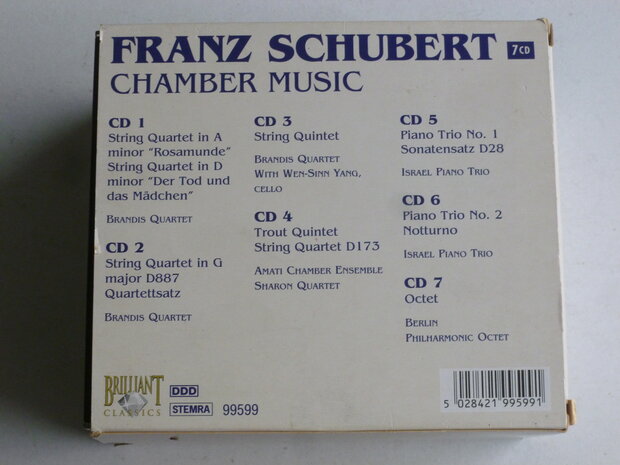 FRANZ SCHUBERT 7CD
CHAMBER MUSIC
CD 1
String Quartet in A
minor "Rosamunde"
String Quartet in D
minor "Der Tod und
das Mädchen"
Brandis Quartet
CD 2
String Quartet in G
major D887
Quartettsatz
Brandis Quartet
CD 3
String Quintet
Brandis Quartet
With Wen-Sinn Yang,
cello
CD 4
Trout Quintet
String Quartet D173
Amati Chamber Ensemble
Sharon Quartet
CD 5
Piano Trio No. 1
Sonatensatz D28
Israel Piano Trio
CD 6
Piano Trio No. 2
Notturno
Israel Piano Trio
CD 7
Octet
Berlin
Philharmonic Octet
BRILLIANT
CLASSICS
DDD
STEMRA 99599
5 028421 995991